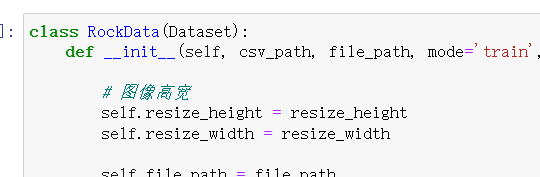 ]: class RockData(Dataset):
def __init__(self, csv_path, file_path, mode='train',
# 图像高宽
self.resize_height = resize_height
self.resize_width = resize_width
self.file_path = file_path